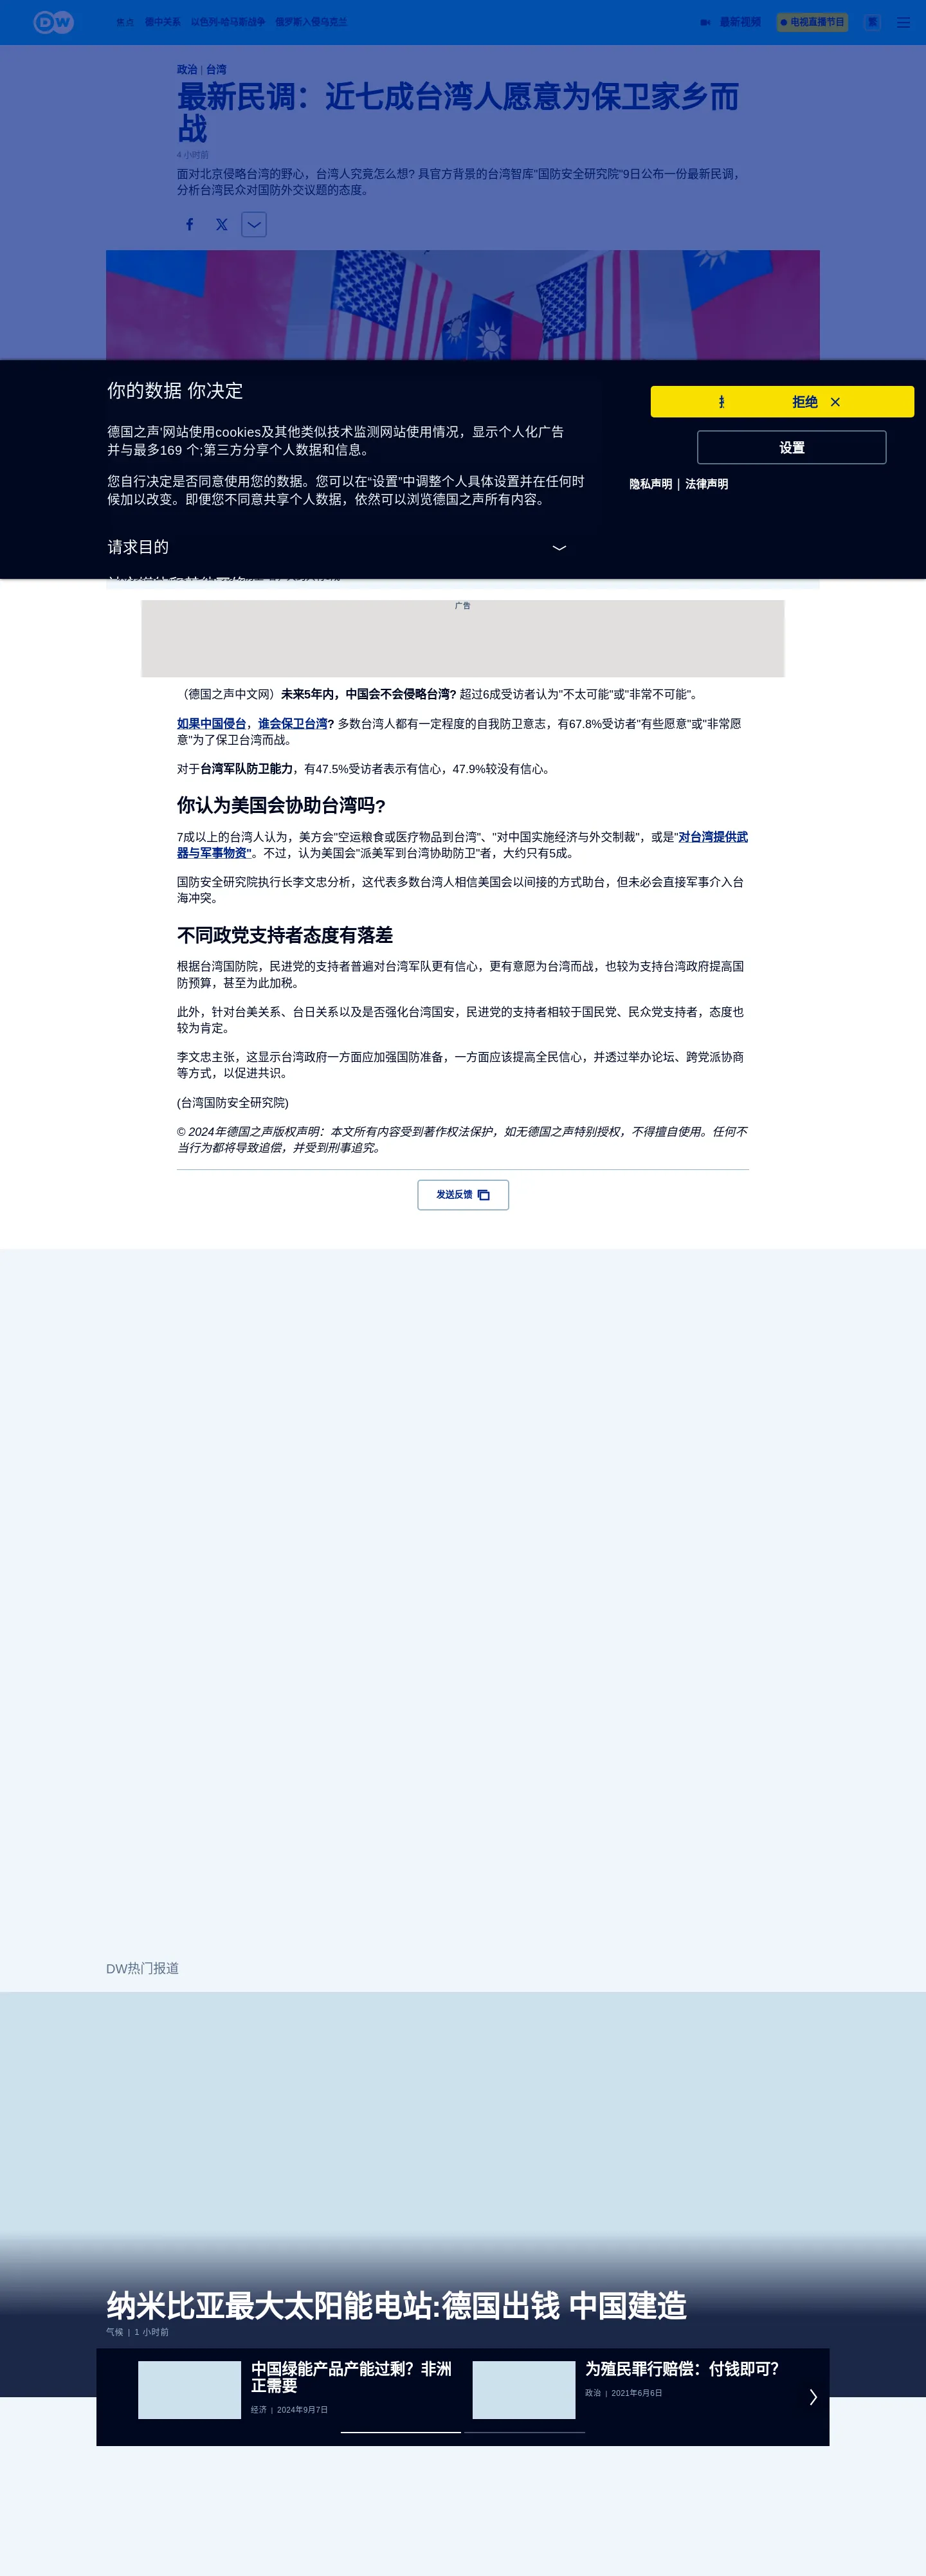 DW
焦点 德中关系 以色列-哈马斯战争 俄罗斯入侵乌克兰 最新视频 电视直播节目 繁
政治 | 台湾
最新民调：近七成台湾人愿意为保卫家乡而
战
4 小时前
面对北京侵略台湾的野心，台湾人究竟怎么想? 具官方背景的台湾智库"国防安全研究院"9日公布一份最新民调，
分析台湾民众对国防外交议题的态度。
你的数据 你决定
拒绝
德国之声'网站使用cookies及其他类似技术监测网站使用情况，显示个人化广告
并与最多169 个;第三方分享个人数据和信息。
设置
您自行决定是否同意使用您的数据。您可以在“设置”中调整个人具体设置并在任何时
候加以改变。即便您不同意共享个人数据，依然可以浏览德国之声所有内容。
隐私声明 | 法律声明
请求目的
广告
（德国之声中文网）未来5年内，中国会不会侵略台湾? 超过6成受访者认为"不太可能"或"非常不可能"。
如果中国侵台，谁会保卫台湾? 多数台湾人都有一定程度的自我防卫意志，有67.8%受访者"有些愿意"或"非常愿
意"为了保卫台湾而战。
对于台湾军队防卫能力，有47.5%受访者表示有信心，47.9%较没有信心。
你认为美国会协助台湾吗?
7成以上的台湾人认为，美方会"空运粮食或医疗物品到台湾"、"对中国实施经济与外交制裁"，或是"对台湾提供武
器与军事物资"。不过，认为美国会"派美军到台湾协助防卫"者，大约只有5成。
国防安全研究院执行长李文忠分析，这代表多数台湾人相信美国会以间接的方式助台，但未必会直接军事介入台
海冲突。
不同政党支持者态度有落差
根据台湾国防院，民进党的支持者普遍对台湾军队更有信心，更有意愿为台湾而战，也较为支持台湾政府提高国
防预算，甚至为此加税。
此外，针对台美关系、台日关系以及是否强化台湾国安，民进党的支持者相较于国民党、民众党支持者，态度也
较为肯定。
李文忠主张，这显示台湾政府一方面应加强国防准备，一方面应该提高全民信心，并透过举办论坛、跨党派协商
等方式，以促进共识。
(台湾国防安全研究院)
© 2024年德国之声版权声明：本文所有内容受到著作权法保护，如无德国之声特别授权，不得擅自使用。任何不
当行为都将导致追偿，并受到刑事追究。
发送反馈
DW热门报道
纳米比亚最大太阳能电站:德国出钱 中国建造
气候 | 1 小时前
中国绿能产品产能过剩？非洲
正需要
经济 | 2024年9月7日
为殖民罪行赔偿：付钱即可？
政治 | 2021年6月6日